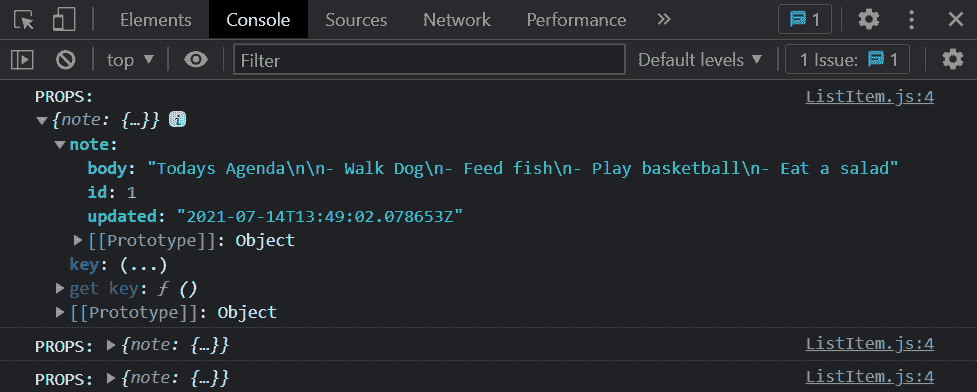 Elements Console Sources Network Performance » 1
top ▼ Filter Default levels ▼ 1 Issue: 1
PROPS: ListItem.js:4
▼{note: {…}} i
▼note:
body: "Todays Agenda\n\n- Walk Dog\n- Feed fish\n- Play basketball\n- Eat a salad"
id: 1
updated: "2021-07-14T13:49:02.078653Z"
▶[[Prototype]]: Object
key: (...)
▶get key: ƒ ()
▶[[Prototype]]: Object
PROPS: ▶{note: {…}} ListItem.js:4
PROPS: ▶{note: {…}} ListItem.js:4